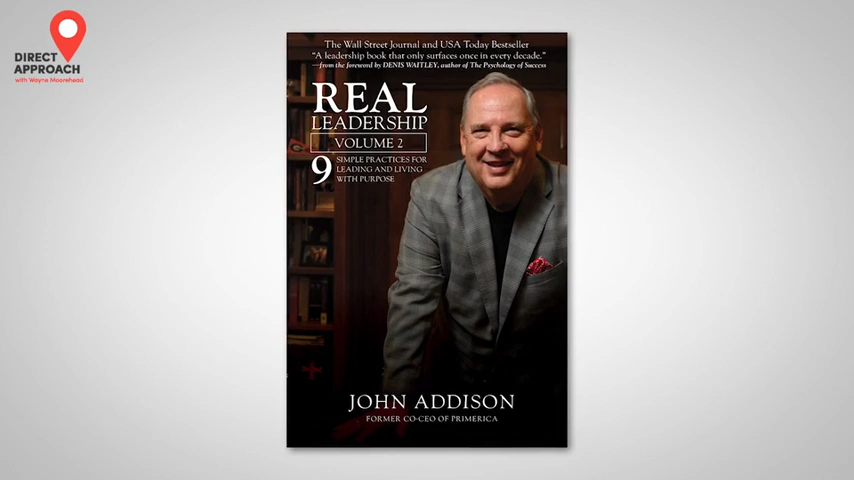 DIRECT
APPROACH
with Wayne Moorehead
The Wall Street Journal and USA Today Bestseller
“A leadership book that only surfaces once in every decade.”
—from the foreword by DENIS WAITLEY, author of The Psychology of Success
REAL
LEADERSHIP
VOLUME 2
9 SIMPLE PRACTICES FOR
LEADING AND LIVING
WITH PURPOSE
JOHN ADDISON
FORMER CO-CEO OF PRIMERICA